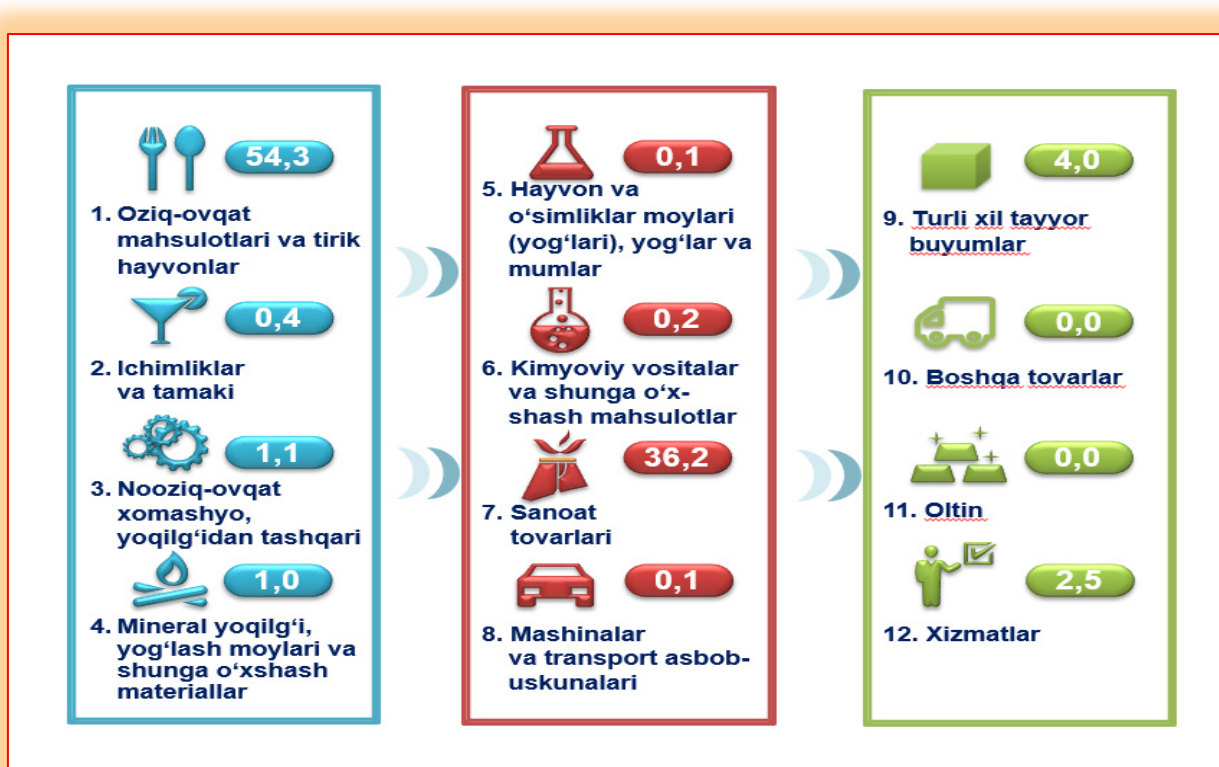 54,3
1. Oziq-ovqat
mahsulotlari va tirik
hayvonlar
0,4
2. Ichimliklar
va tamaki
1,1
3. Nooziq-ovqat
xomashyo,
yoqilg‘idan tashqari
1,0
4. Mineral yoqilg‘i,
yog‘lash moylari va
shunga o‘xshash
materiallar
0,1
5. Hayvon va
o‘simliklar moylari
(yog‘lari), yog‘lar va
mumlar
0,2
6. Kimyoviy vositalar
va shunga o‘x-
shash mahsulotlar
36,2
7. Sanoat
tovarlari
0,1
8. Mashinalar
va transport asbob-
uskunalari
4,0
9. Turli xil tayyor
buyumlar
0,0
10. Boshqa tovarlar
0,0
11. Oltin
2,5
12. Xizmatlar